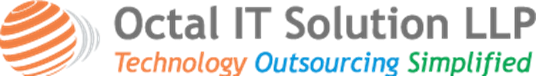 Octal IT Solution LLP
Technology Outsourcing Simplified